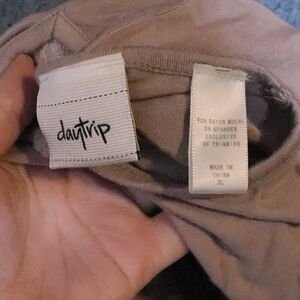 daytrip
95% RAYON MODAL
5% SPANDEX
EXCLUSIVE
OF TRIMMING
MADE IN
CHINA
XL